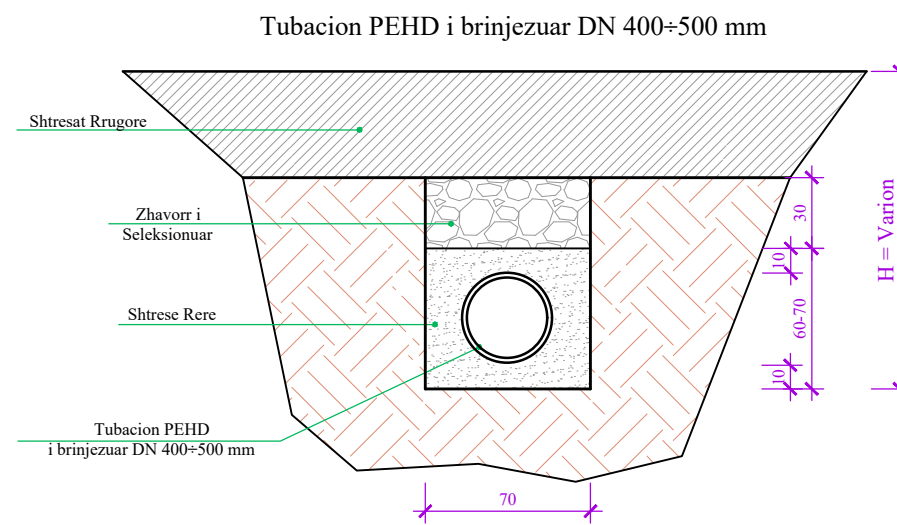 Tubacion PEHD i brinjezuar DN 400÷500 mm
Shtresat Rrugore
Zhavorr i
Seleksionuar
Shtrese Rere
Tubacion PEHD
i brinjezuar DN 400÷500 mm
30
10
60-70
10
H = Varion
70